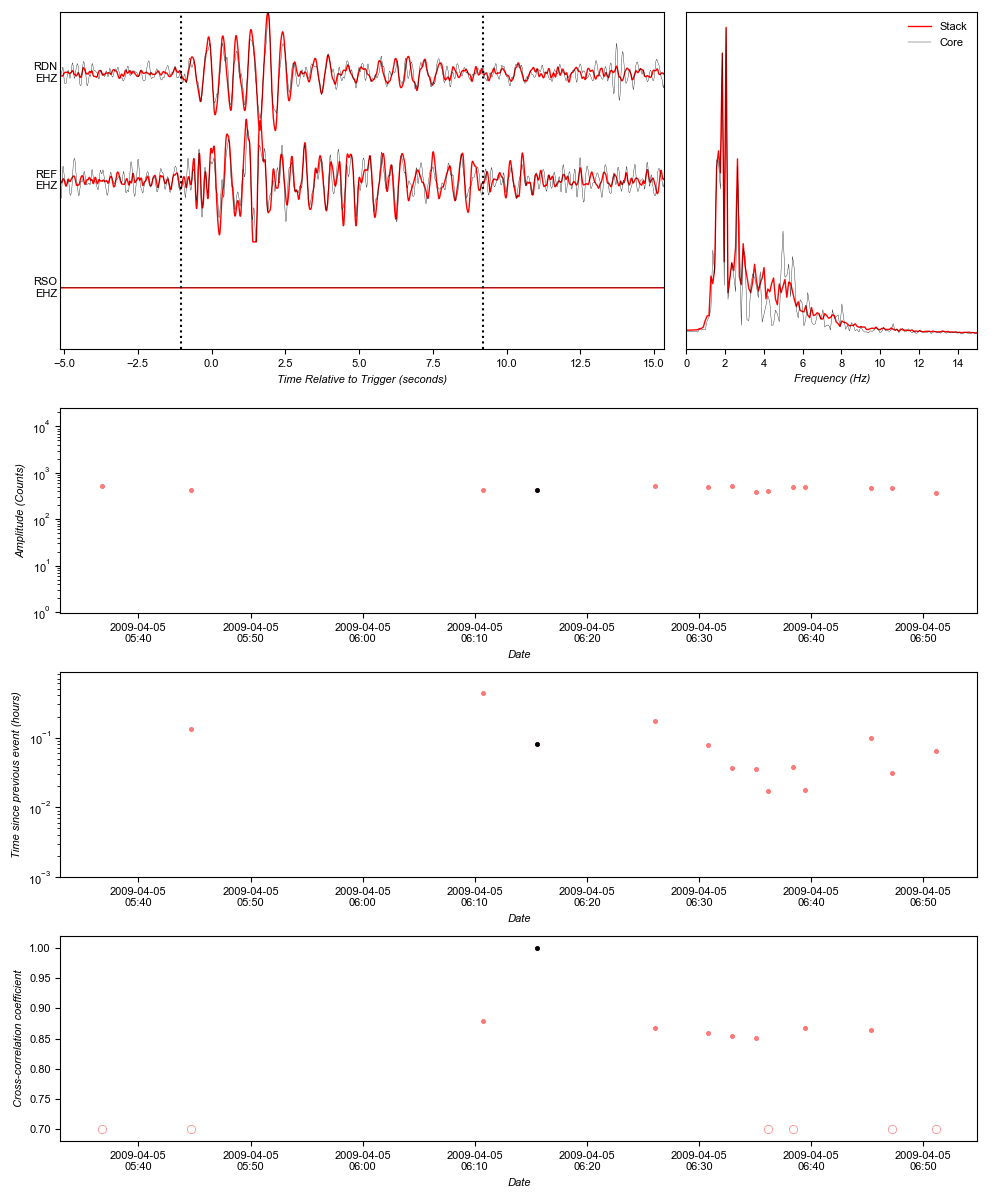 RDN
EHZ
REF
EHZ
RSO
EHZ
−5.0 −2.5 0.0 2.5 5.0 7.5 10.0 12.5 15.0
Time Relative to Trigger (seconds)
Stack
Core
0 2 4 6 8 10 12 14
Frequency (Hz)
Amplitude (Counts)
10⁴
10³
10²
10¹
10⁰
2009-04-05 2009-04-05 2009-04-05 2009-04-05 2009-04-05 2009-04-05 2009-04-05 2009-04-05
05:40 05:50 06:00 06:10 06:20 06:30 06:40 06:50
Date
Time since previous event (hours)
10⁻¹
10⁻²
10⁻³
2009-04-05 2009-04-05 2009-04-05 2009-04-05 2009-04-05 2009-04-05 2009-04-05 2009-04-05
05:40 05:50 06:00 06:10 06:20 06:30 06:40 06:50
Date
Cross-correlation coefficient
1.00
0.95
0.90
0.85
0.80
0.75
0.70
2009-04-05 2009-04-05 2009-04-05 2009-04-05 2009-04-05 2009-04-05 2009-04-05 2009-04-05
05:40 05:50 06:00 06:10 06:20 06:30 06:40 06:50
Date